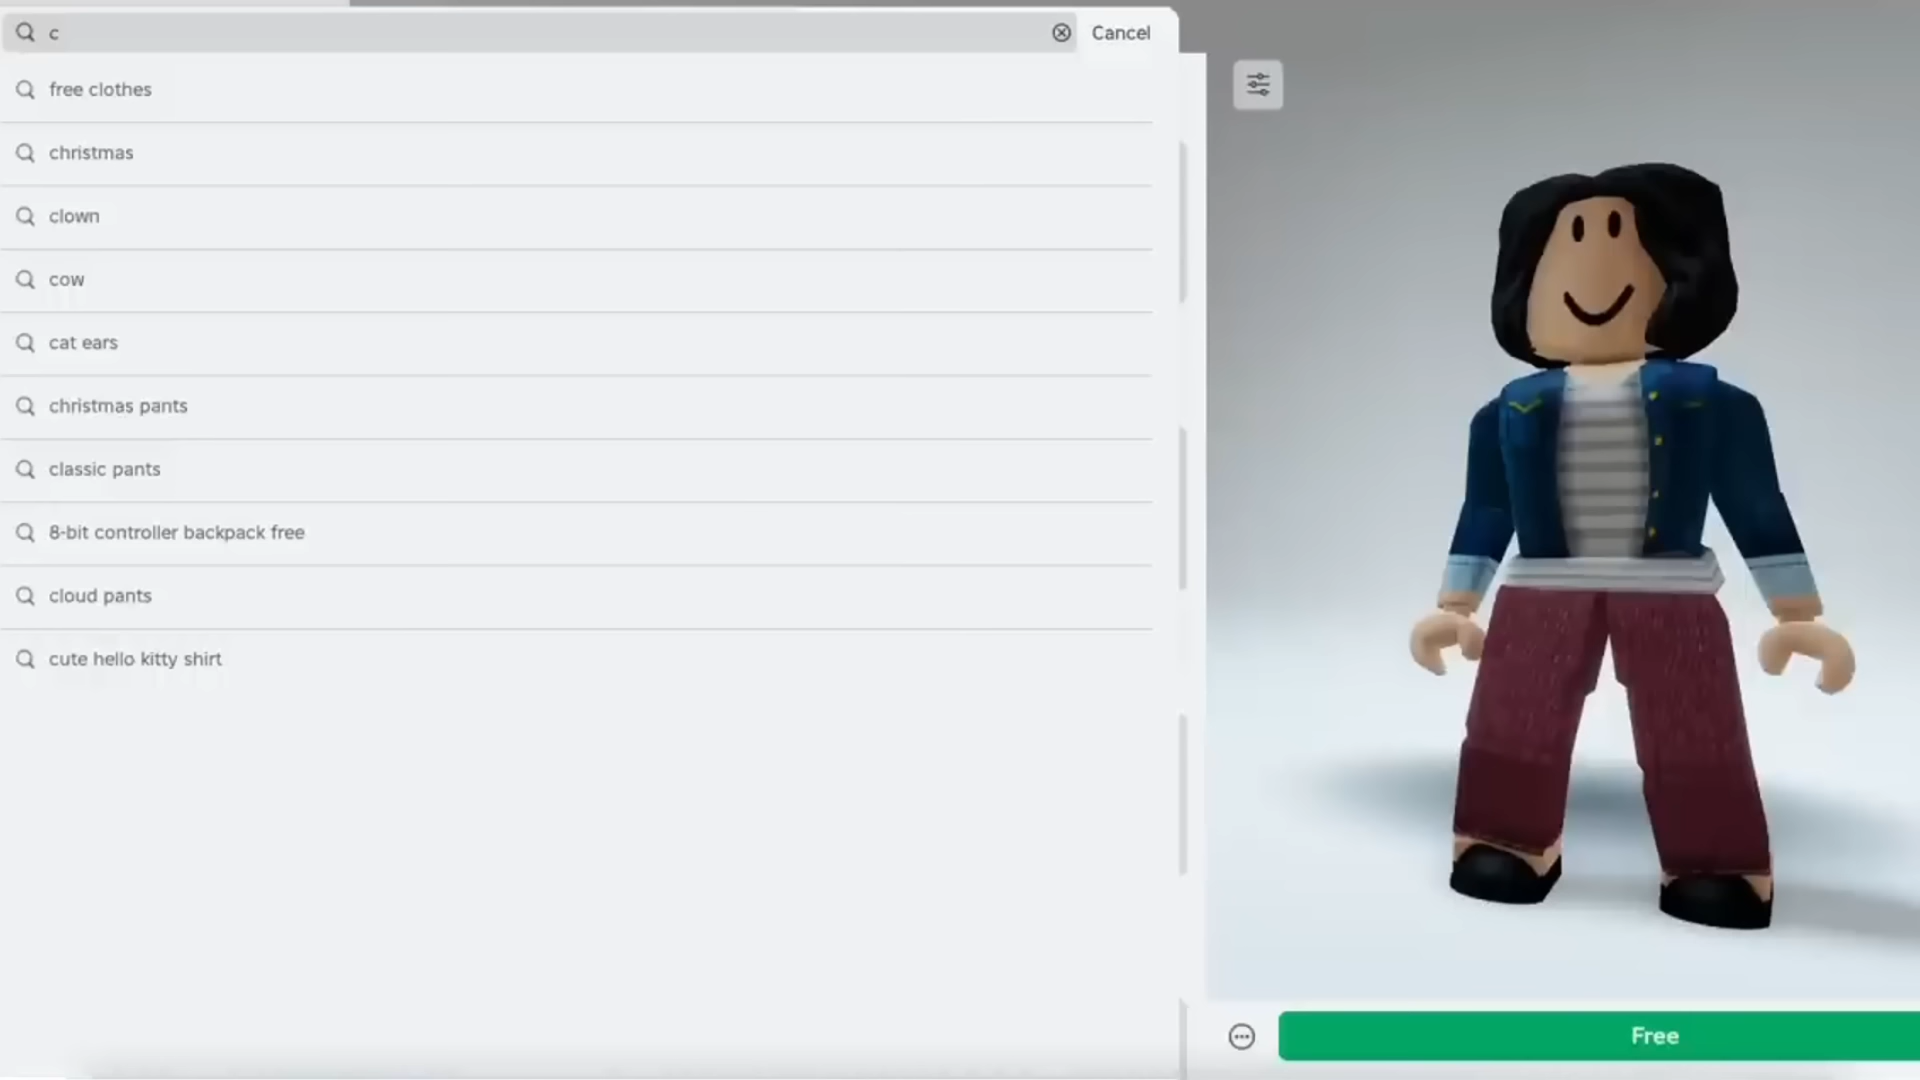 c
Cancel
free clothes
christmas
clown
cow
cat ears
christmas pants
classic pants
8-bit controller backpack free
cloud pants
cute hello kitty shirt
Free